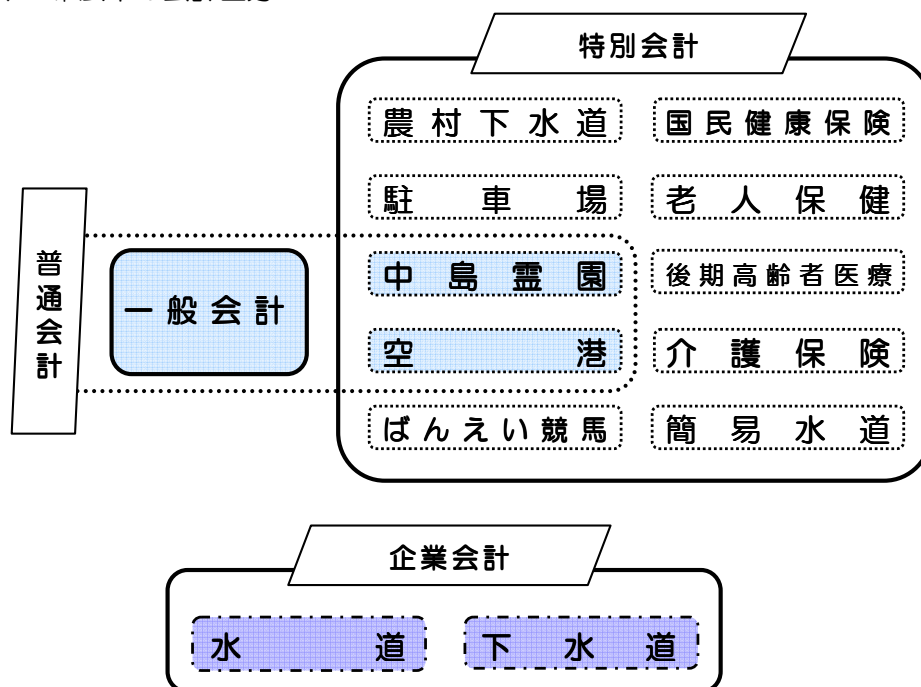 特別会計
農村下水道 国民健康保険
駐車場 老人保健
普通会計
一般会計
中島霊園 後期高齢者医療
空港 介護保険
ばんえい競馬 簡易水道
企業会計
水道 下水道